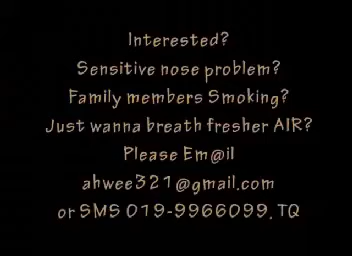 Interested?
Sensitive nose problem?
Family members Smoking?
Just wanna breath fresher AIR?
Please Em@il
ahwee321@gmail.com
or SMS 019-9966099. TQ